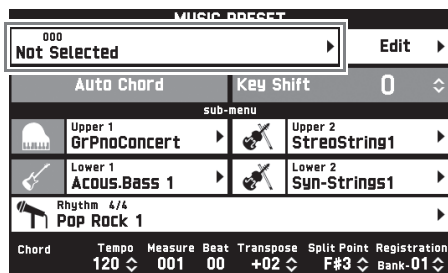 MUSIC PRESET
000
Not Selected
Edit
Auto Chord
Key Shift 0
sub-menu
Upper 1
GrPnoConcert
Upper 2
StreoString1
Lower 1
Acous.Bass 1
Lower 2
Syn-Strings1
Rhythm 4/4
Pop Rock 1
Chord Tempo Measure Beat Transpose Split Point Registration
120 001 00 +02 F#3 Bank-01